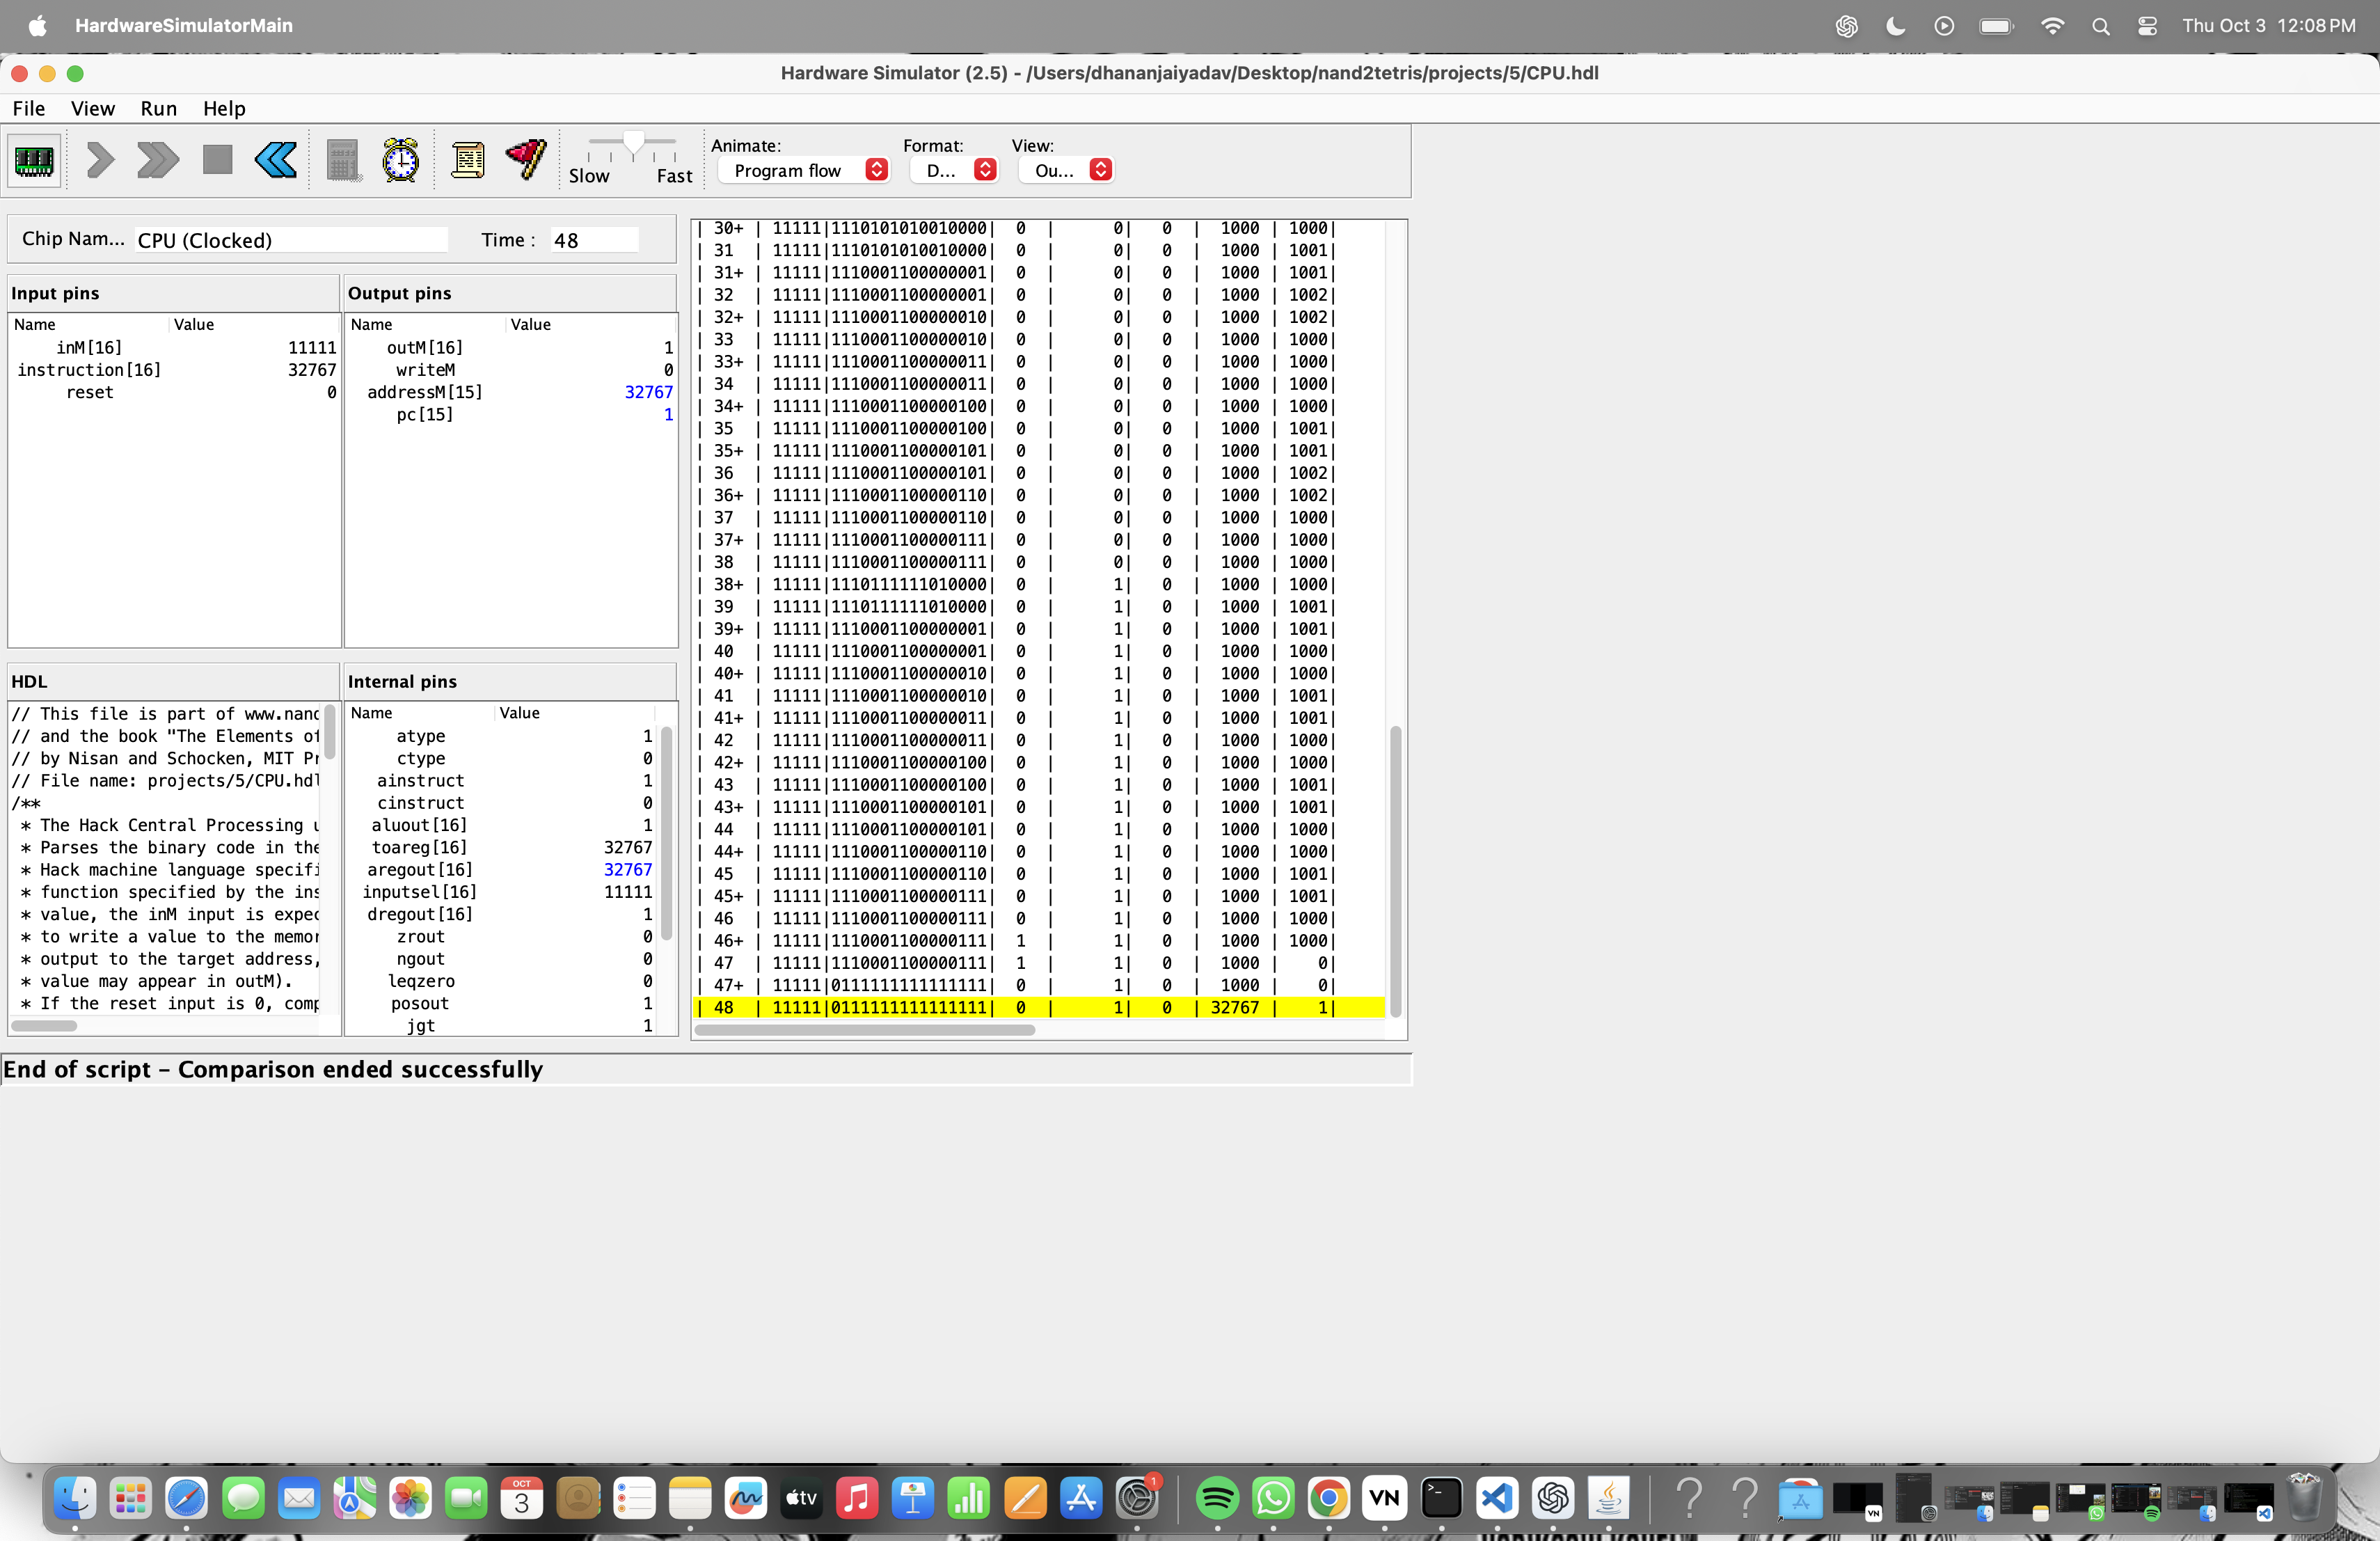 HardwareSimulatorMain
Thu Oct 3 12:08 PM
Hardware Simulator (2.5) - /Users/dhananjaiyadav/Desktop/nand2tetris/projects/5/CPU.hdl
File View Run Help
Slow Fast
Animate: Format: View:
Program flow D... Ou...
Chip Nam... CPU (Clocked) Time : 48
Input pins
Name Value
inM[16] 11111
instruction[16] 32767
reset 0
Output pins
Name Value
outM[16] 1
writeM 0
addressM[15] 32767
pc[15] 1
HDL
// This file is part of www.nand
// and the book "The Elements of
// by Nisan and Schocken, MIT Pr
// File name: projects/5/CPU.hdl
/**
* The Hack Central Processing u
* Parses the binary code in the
* Hack machine language specifi
* function specified by the ins
* value, the inM input is expec
* to write a value to the memor
* output to the target address,
* value may appear in outM).
* If the reset input is 0, comp
Internal pins
Name Value
atype 1
ctype 0
ainstruct 1
cinstruct 0
aluout[16] 1
toareg[16] 32767
aregout[16] 32767
inputsel[16] 11111
dregout[16] 1
zrout 0
ngout 0
leqzero 0
posout 1
jgt 1
| 30+ | 11111|1110101010010000| 0 | 0| 0 | 1000 | 1000|
| 31 | 11111|1110101010010000| 0 | 0| 0 | 1000 | 1001|
| 31+ | 11111|1110001100000001| 0 | 0| 0 | 1000 | 1001|
| 32 | 11111|1110001100000001| 0 | 0| 0 | 1000 | 1002|
| 32+ | 11111|1110001100000010| 0 | 0| 0 | 1000 | 1002|
| 33 | 11111|1110001100000010| 0 | 0| 0 | 1000 | 1000|
| 33+ | 11111|1110001100000011| 0 | 0| 0 | 1000 | 1000|
| 34 | 11111|1110001100000011| 0 | 0| 0 | 1000 | 1000|
| 34+ | 11111|1110001100000100| 0 | 0| 0 | 1000 | 1000|
| 35 | 11111|1110001100000100| 0 | 0| 0 | 1000 | 1001|
| 35+ | 11111|1110001100000101| 0 | 0| 0 | 1000 | 1001|
| 36 | 11111|1110001100000101| 0 | 0| 0 | 1000 | 1002|
| 36+ | 11111|1110001100000110| 0 | 0| 0 | 1000 | 1002|
| 37 | 11111|1110001100000110| 0 | 0| 0 | 1000 | 1000|
| 37+ | 11111|1110001100000111| 0 | 0| 0 | 1000 | 1000|
| 38 | 11111|1110001100000111| 0 | 0| 0 | 1000 | 1000|
| 38+ | 11111|1110111111010000| 0 | 1| 0 | 1000 | 1000|
| 39 | 11111|1110111111010000| 0 | 1| 0 | 1000 | 1001|
| 39+ | 11111|1110001100000001| 0 | 1| 0 | 1000 | 1001|
| 40 | 11111|1110001100000001| 0 | 1| 0 | 1000 | 1000|
| 40+ | 11111|1110001100000010| 0 | 1| 0 | 1000 | 1000|
| 41 | 11111|1110001100000010| 0 | 1| 0 | 1000 | 1001|
| 41+ | 11111|1110001100000011| 0 | 1| 0 | 1000 | 1001|
| 42 | 11111|1110001100000011| 0 | 1| 0 | 1000 | 1000|
| 42+ | 11111|1110001100000100| 0 | 1| 0 | 1000 | 1000|
| 43 | 11111|1110001100000100| 0 | 1| 0 | 1000 | 1001|
| 43+ | 11111|1110001100000101| 0 | 1| 0 | 1000 | 1001|
| 44 | 11111|1110001100000101| 0 | 1| 0 | 1000 | 1000|
| 44+ | 11111|1110001100000110| 0 | 1| 0 | 1000 | 1000|
| 45 | 11111|1110001100000110| 0 | 1| 0 | 1000 | 1001|
| 45+ | 11111|1110001100000111| 0 | 1| 0 | 1000 | 1001|
| 46 | 11111|1110001100000111| 0 | 1| 0 | 1000 | 1000|
| 46+ | 11111|1110001100000111| 1 | 1| 0 | 1000 | 1000|
| 47 | 11111|1110001100000111| 1 | 1| 0 | 1000 | 0|
| 47+ | 11111|0111111111111111| 0 | 1| 0 | 1000 | 0|
| 48 | 11111|0111111111111111| 0 | 1| 0 | 32767 | 1|
End of script - Comparison ended successfully
OCT
3
tv
1
VN